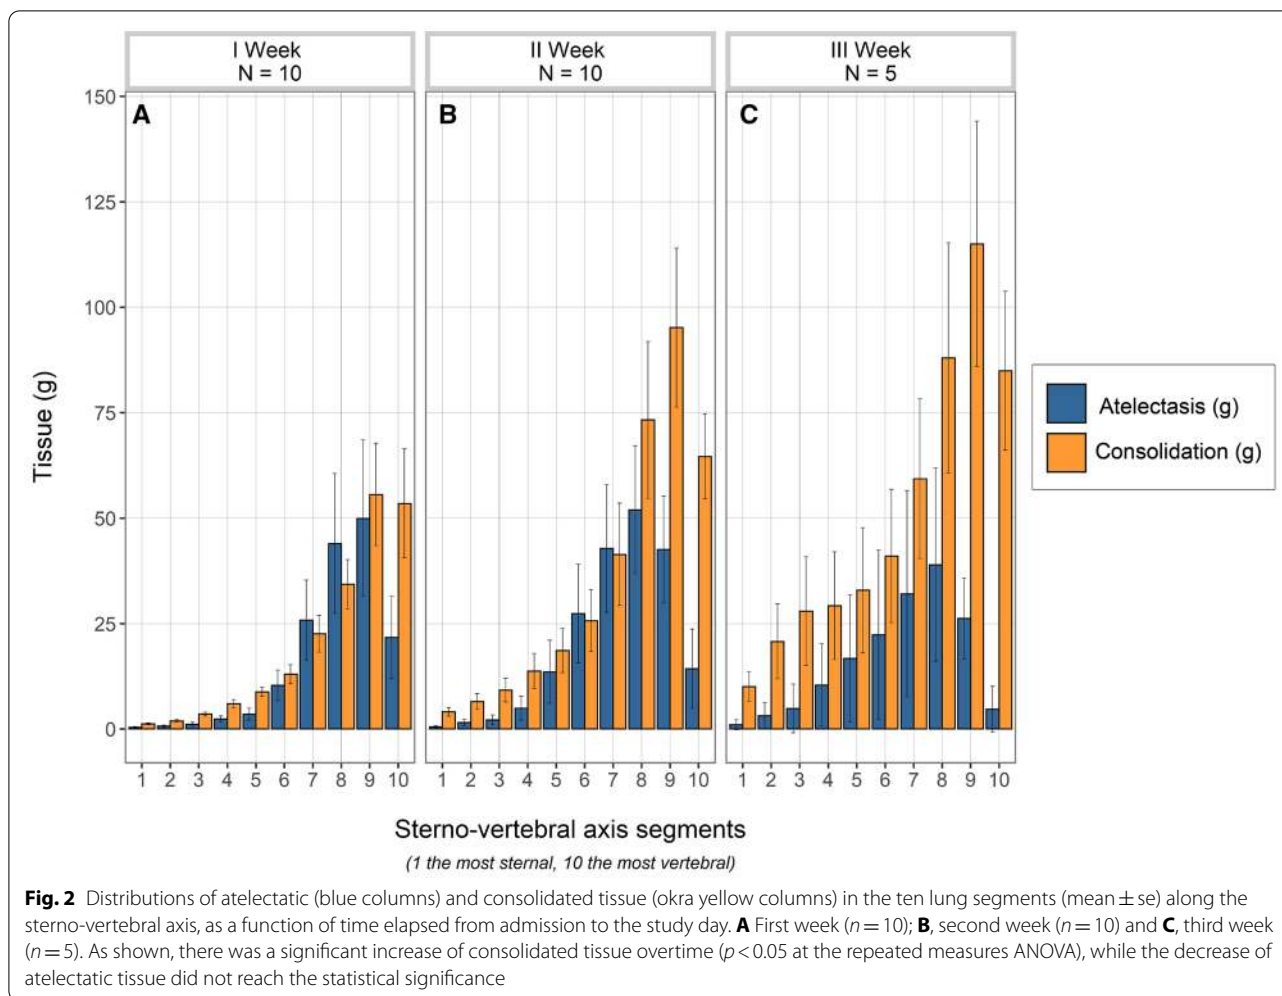 I Week
N = 10
II Week
N = 10
III Week
N = 5
A
B
C
150
125
100
75
50
25
0
Tissue (g)
1 2 3 4 5 6 7 8 9 10
1 2 3 4 5 6 7 8 9 10
1 2 3 4 5 6 7 8 9 10
Atelectasis (g)
Consolidation (g)
Sterno-vertebral axis segments
(1 the most sternal, 10 the most vertebral)
Fig. 2 Distributions of atelectatic (blue columns) and consolidated tissue (okra yellow columns) in the ten lung segments (mean ± se) along the
sterno-vertebral axis, as a function of time elapsed from admission to the study day. A First week (n = 10); B, second week (n = 10) and C, third week
(n = 5). As shown, there was a significant increase of consolidated tissue overtime (p < 0.05 at the repeated measures ANOVA), while the decrease of
atelectatic tissue did not reach the statistical significance